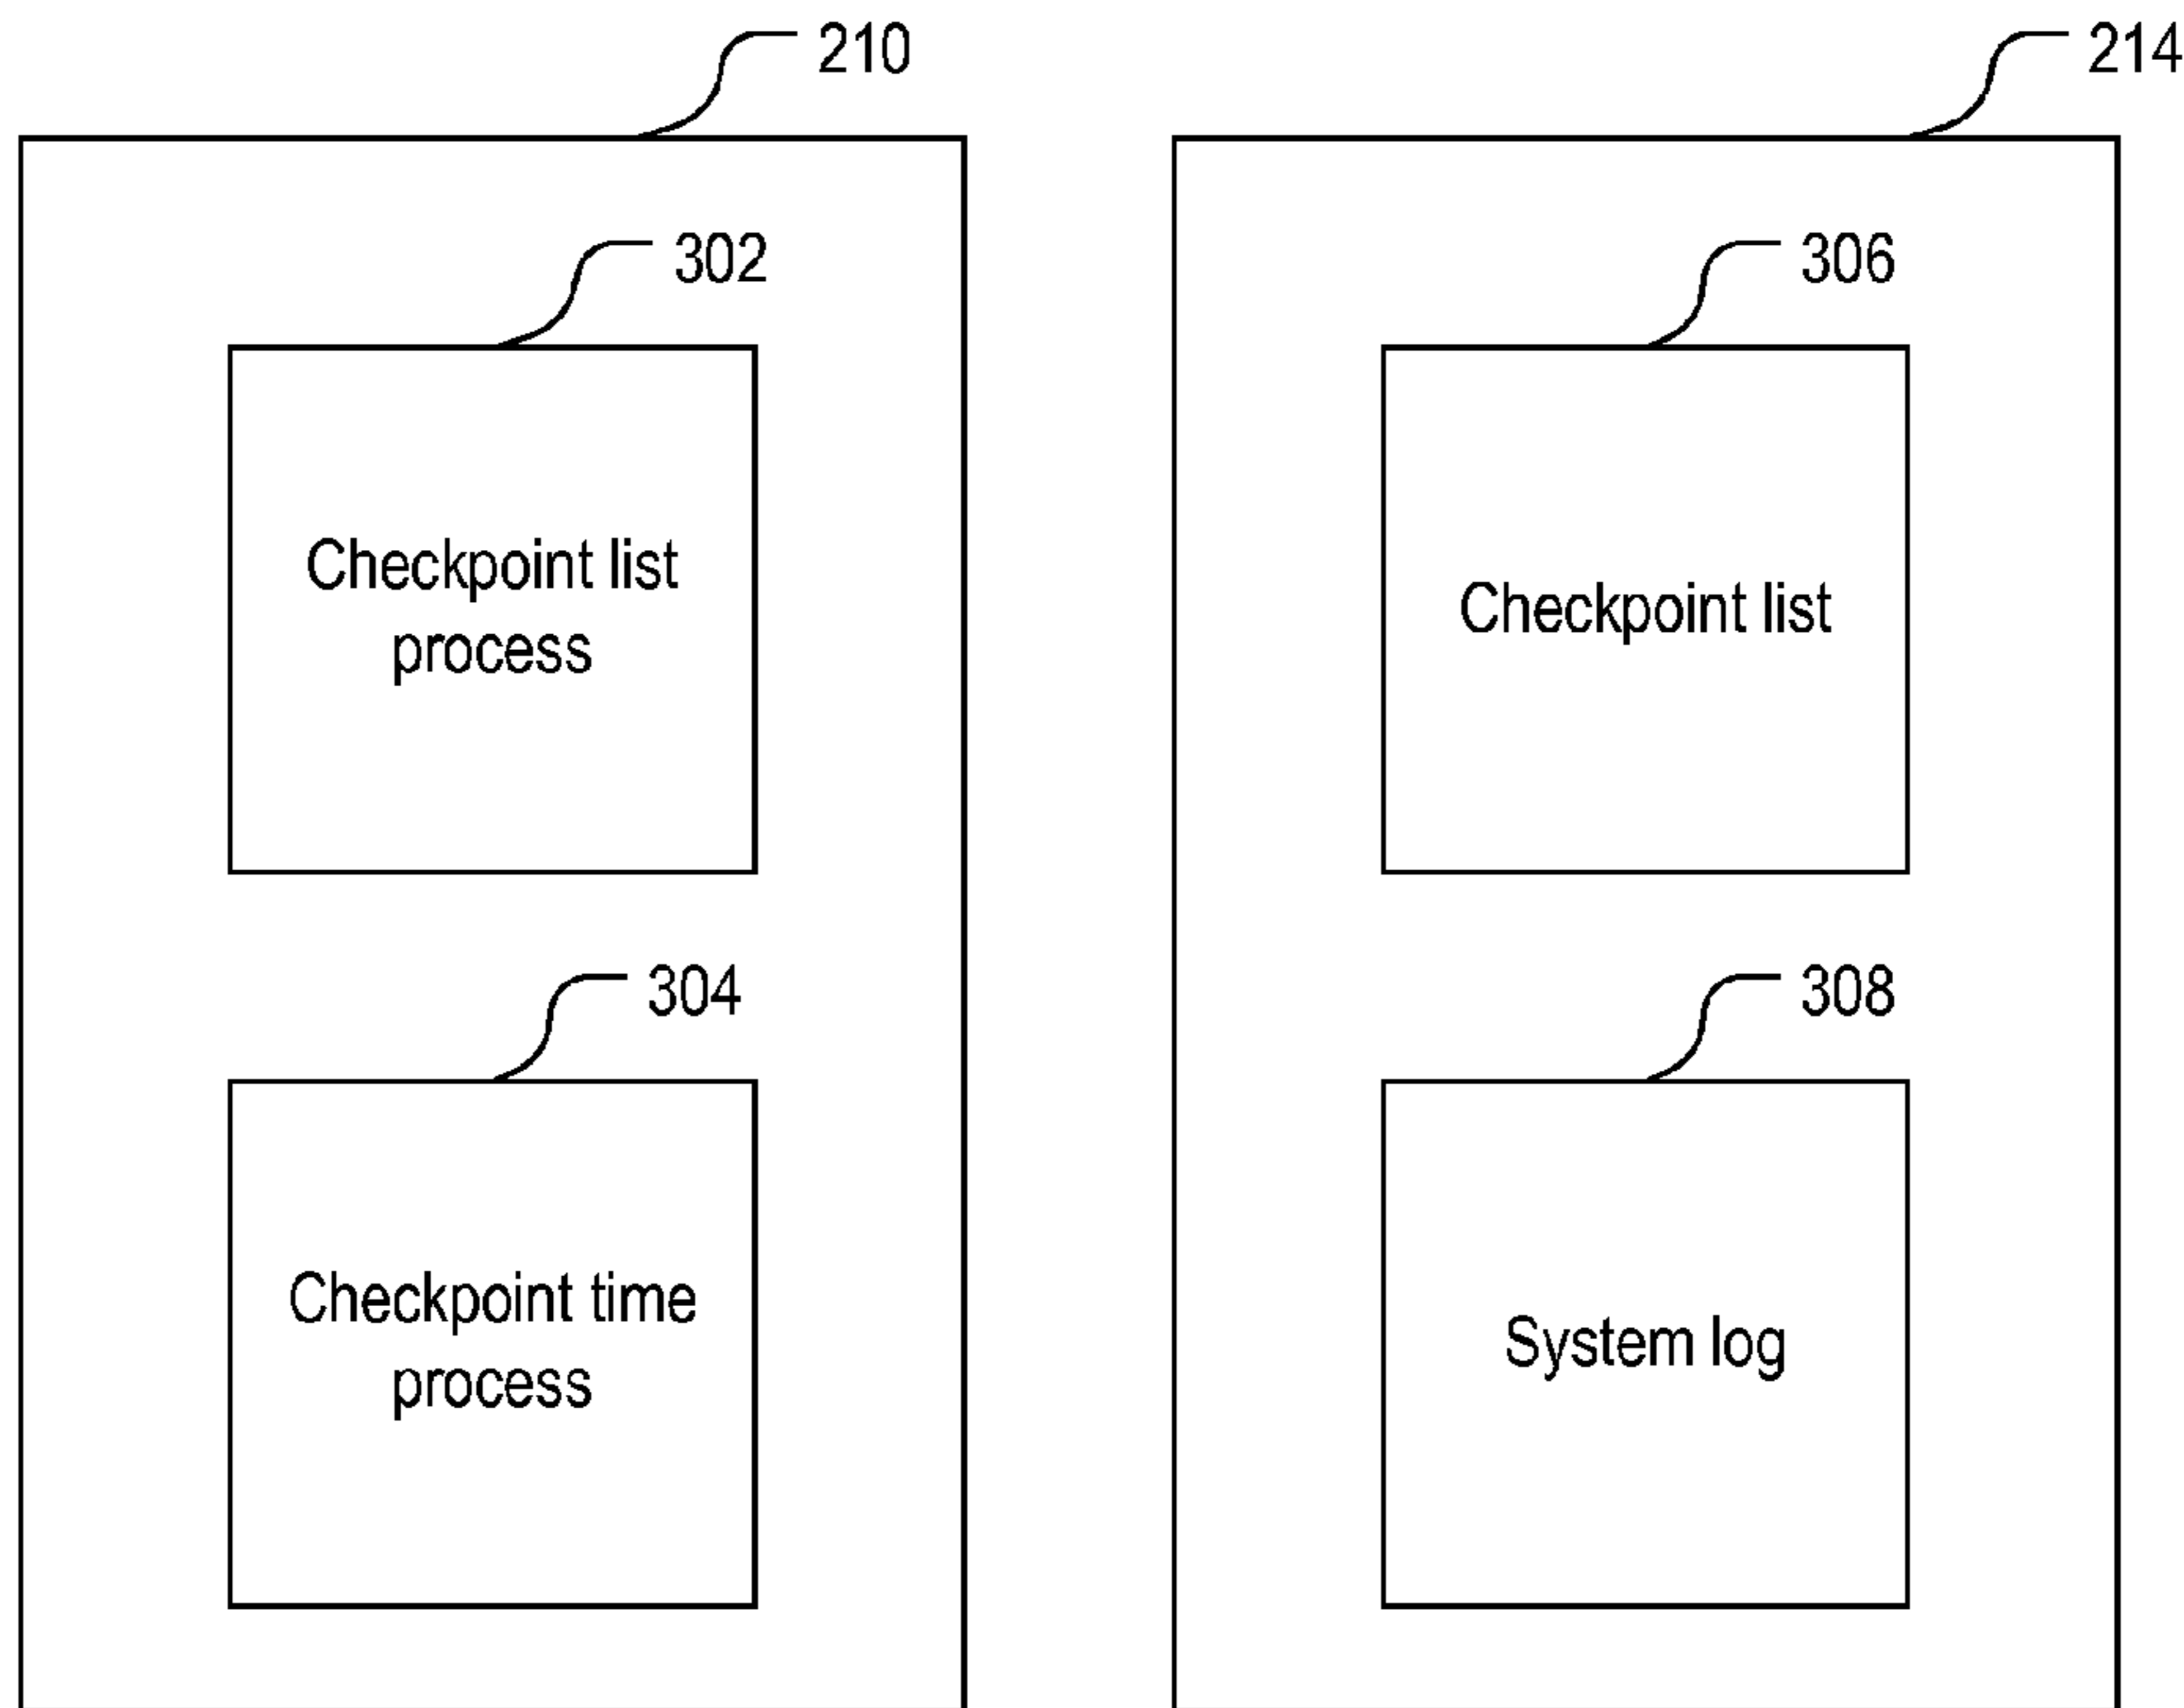 210
214
302
306
Checkpoint list
process
Checkpoint list
304
308
Checkpoint time
process
System log